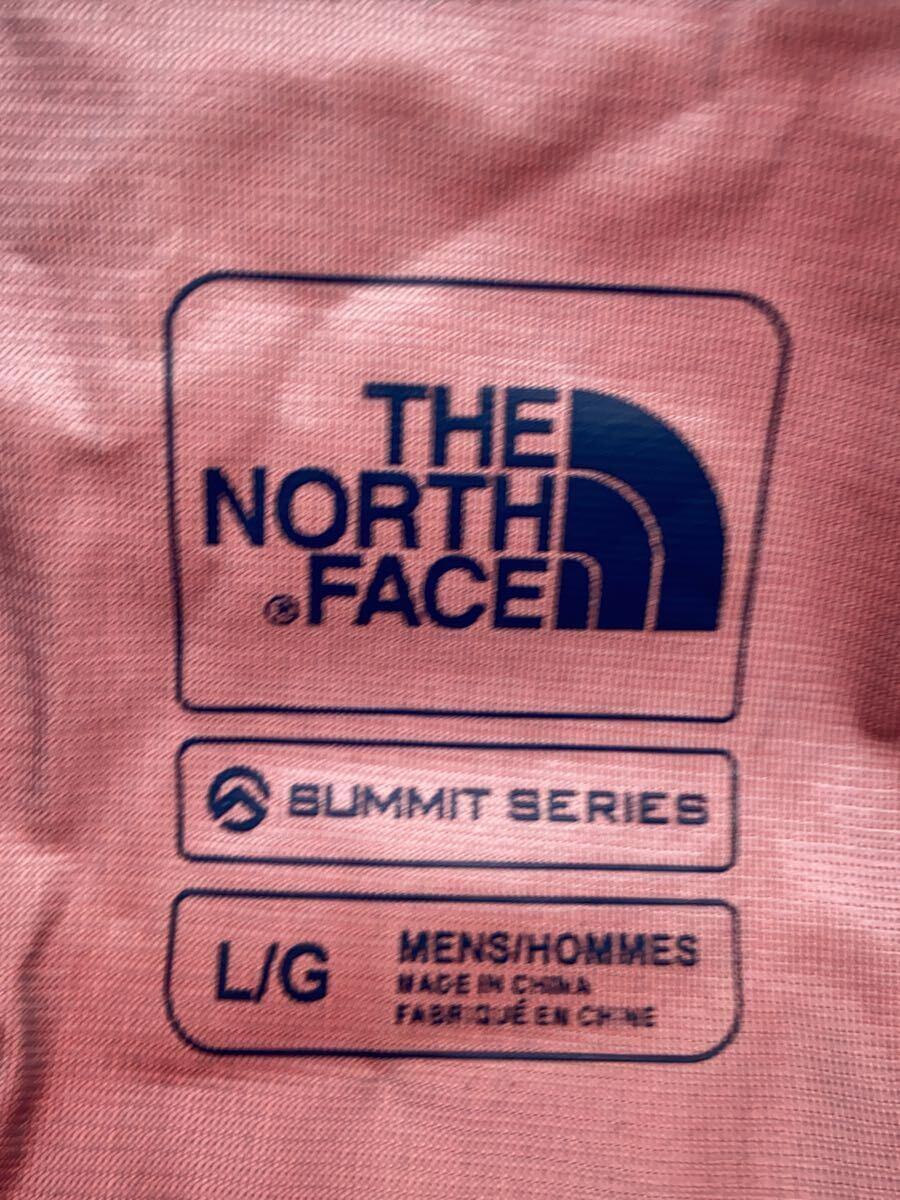 THE
NORTH
®FACE
SUMMIT SERIES
L/G
MENS/HOMMES
MADE IN CHINA
FABRIQUÉ EN CHINE